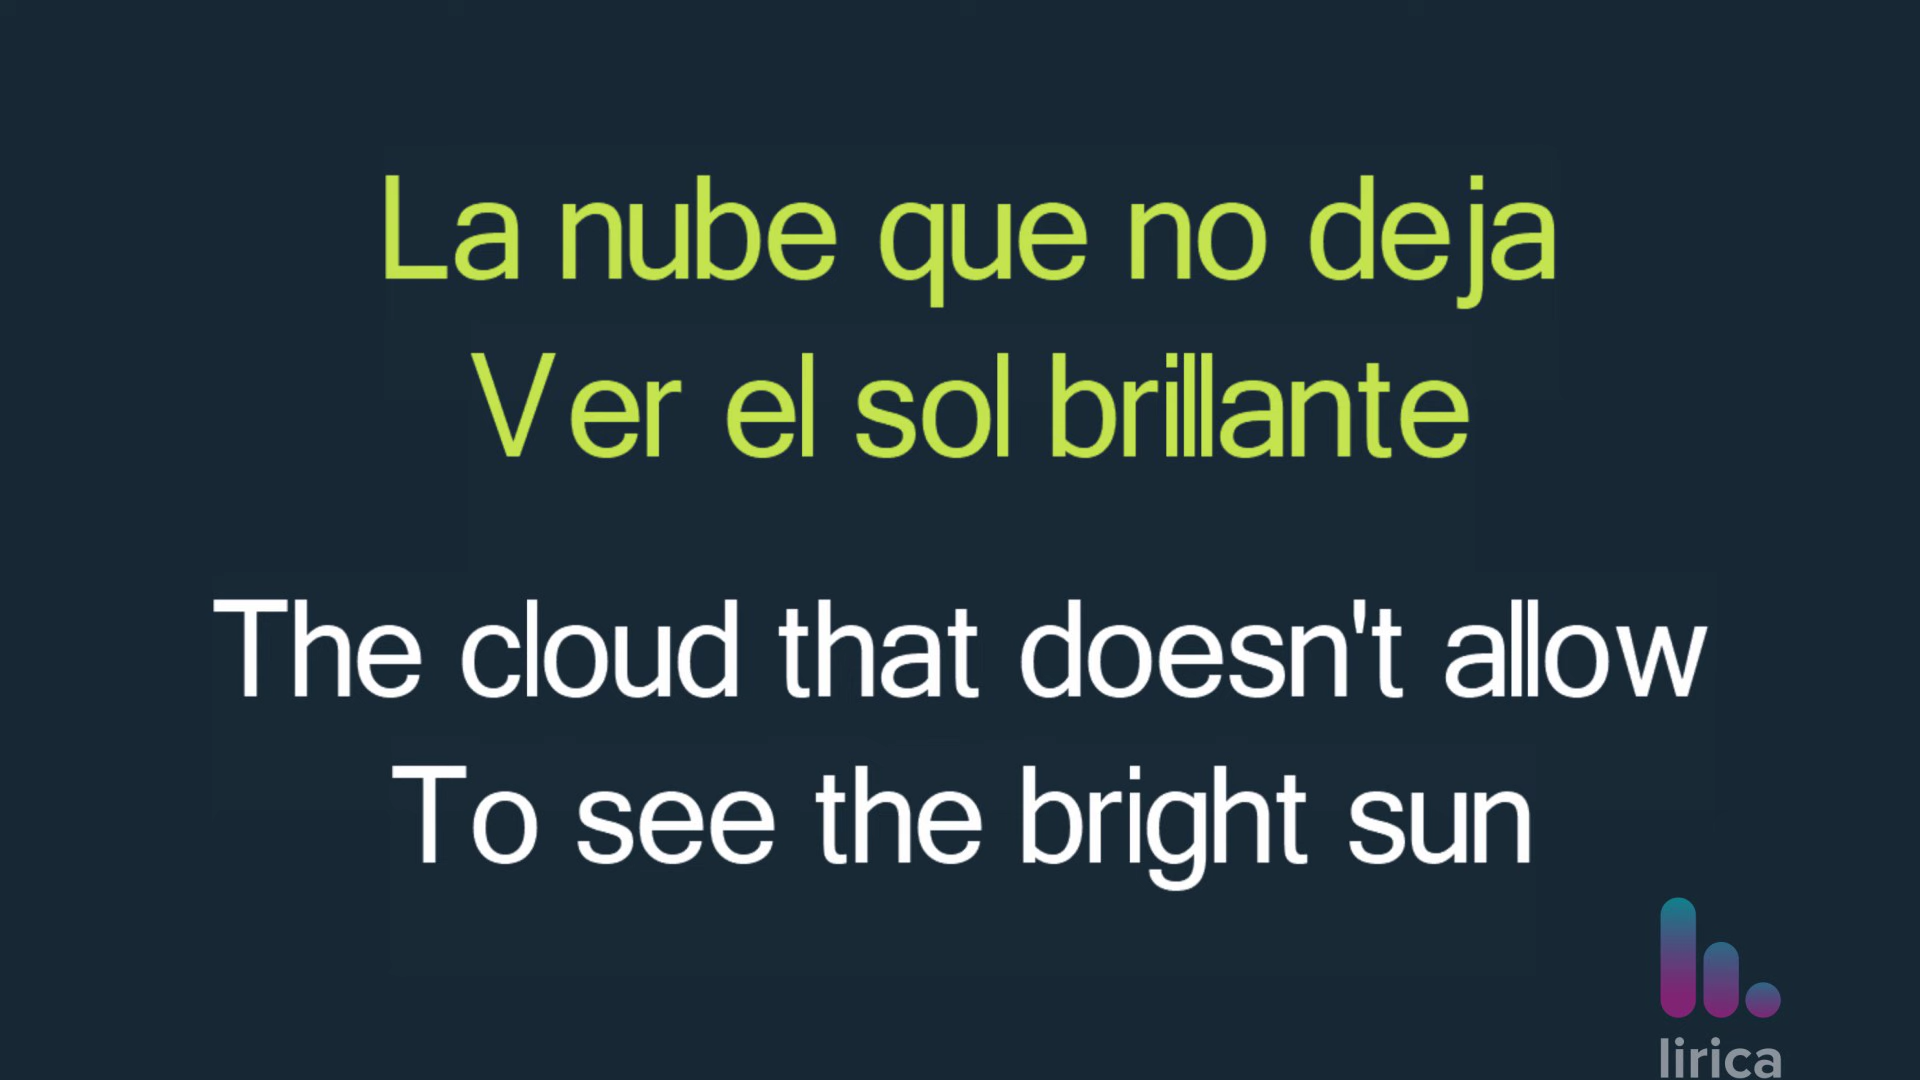 La nube que no deja
Ver el sol brillante
The cloud that doesn't allow
To see the bright sun
lirica